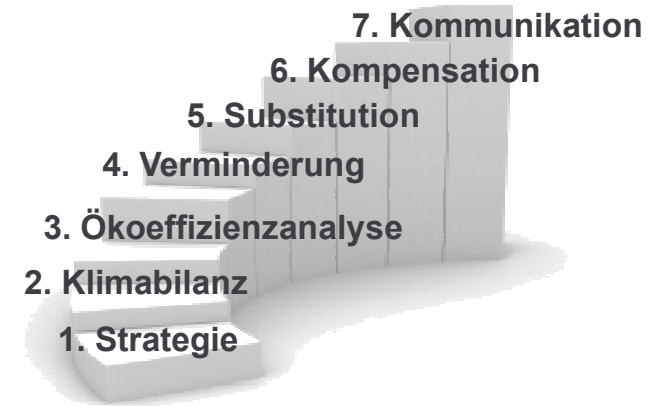 7. Kommunikation
6. Kompensation
5. Substitution
4. Verminderung
3. Ökoeffizienzanalyse
2. Klimabilanz
1. Strategie